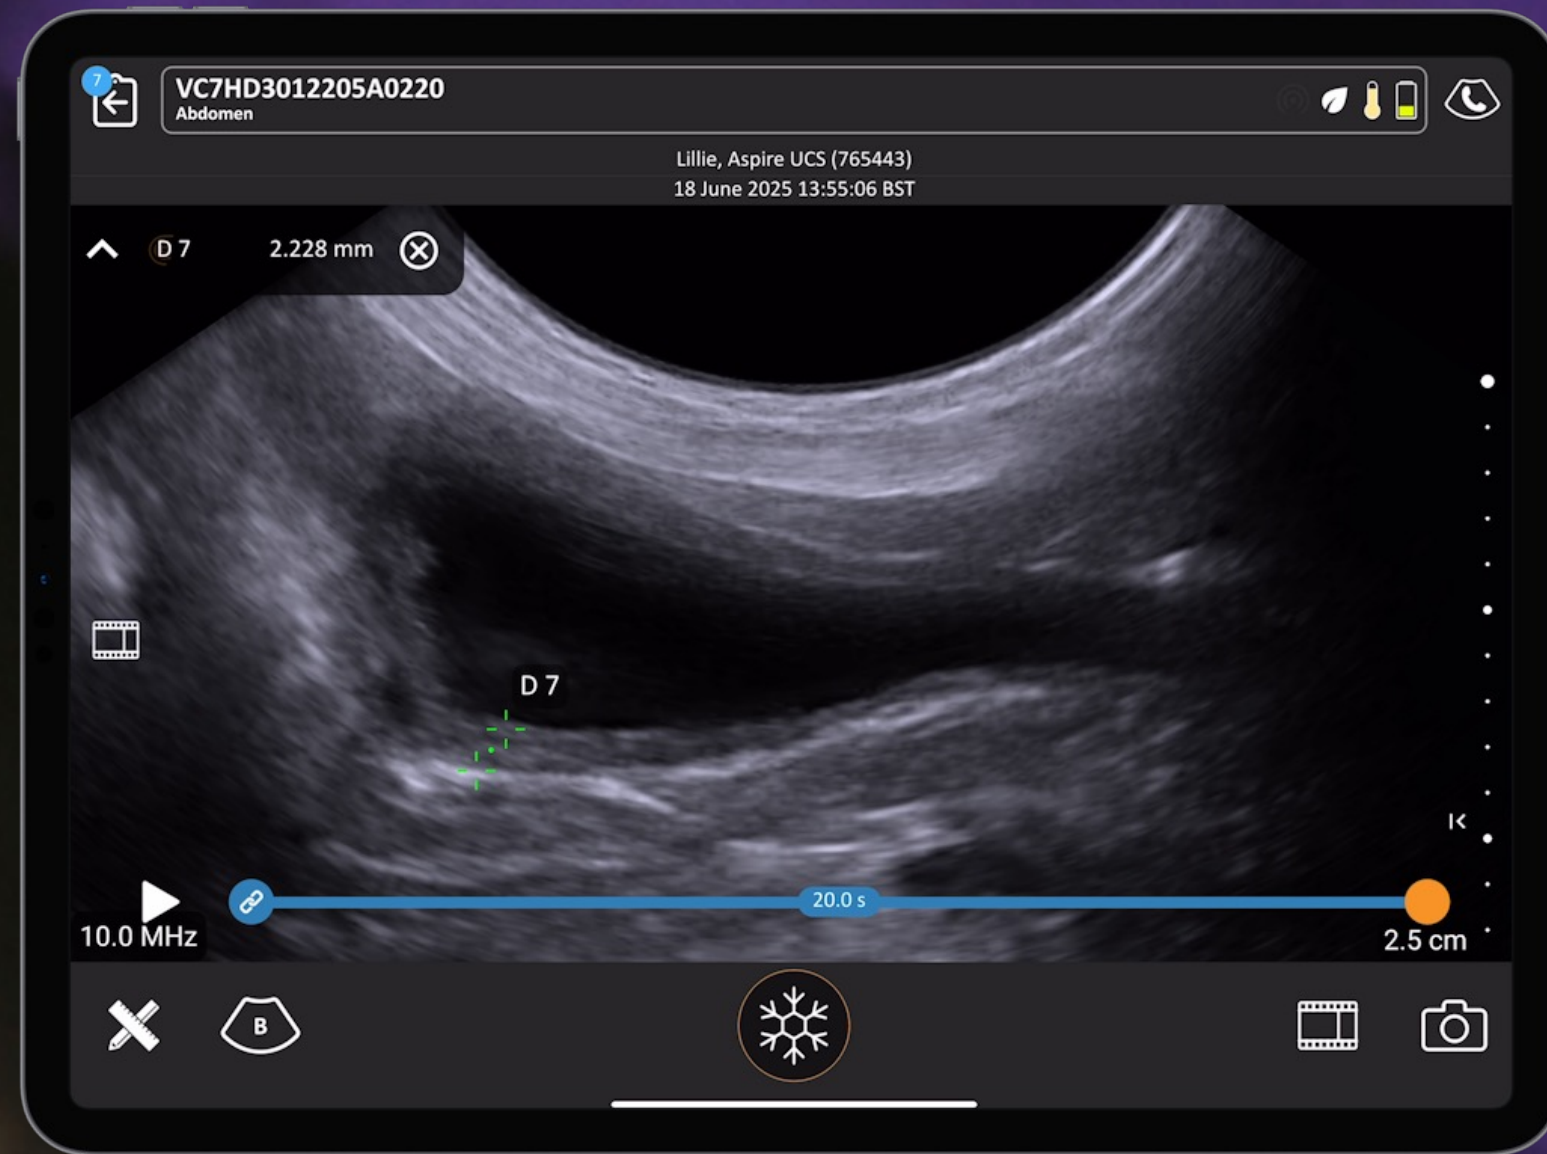 7
VC7HD3012205A0220
Abdomen
Lillie, Aspire UCS (765443)
18 June 2025 13:55:06 BST
D 7 2.228 mm
D 7
20.0 s
10.0 MHz
2.5 cm
B